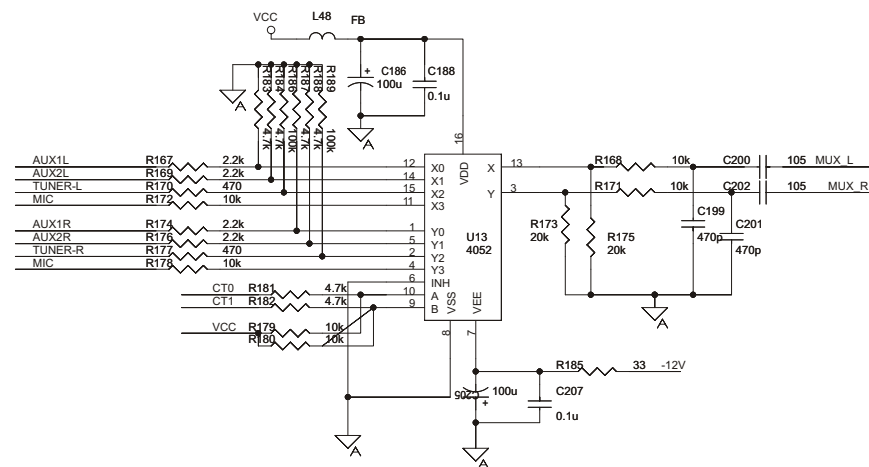 VCC
L48
FB
R183
R184
R186
R187
R188
R189
4.7k
4.7k
100k
4.7k
100k
C186
100u
C188
0.1u
A
A
16
VDD
AUX1L R167 2.2k 12 X0
AUX2L R169 2.2k 14 X1
TUNER-L R170 470 15 X2
MIC R172 10k 11 X3
AUX1R R174 2.2k 1 Y0
AUX2R R176 2.2k 5 Y1
TUNER-R R177 470 2 Y2
MIC R178 10k 4 Y3
6 INH
CT0 R181 4.7k 10 A
CT1 R182 4.7k 9 B
VCC R179 10k
R180 10k
U13
4052
VSS
VEE
8
7
X 13 R168 10k C200 105 MUX_L
Y 3 R171 10k C202 105 MUX_R
R173
20k
R175
20k
C199
470p
C201
470p
A
R185 33 -12V
C205
100u
C207
0.1u
A
A